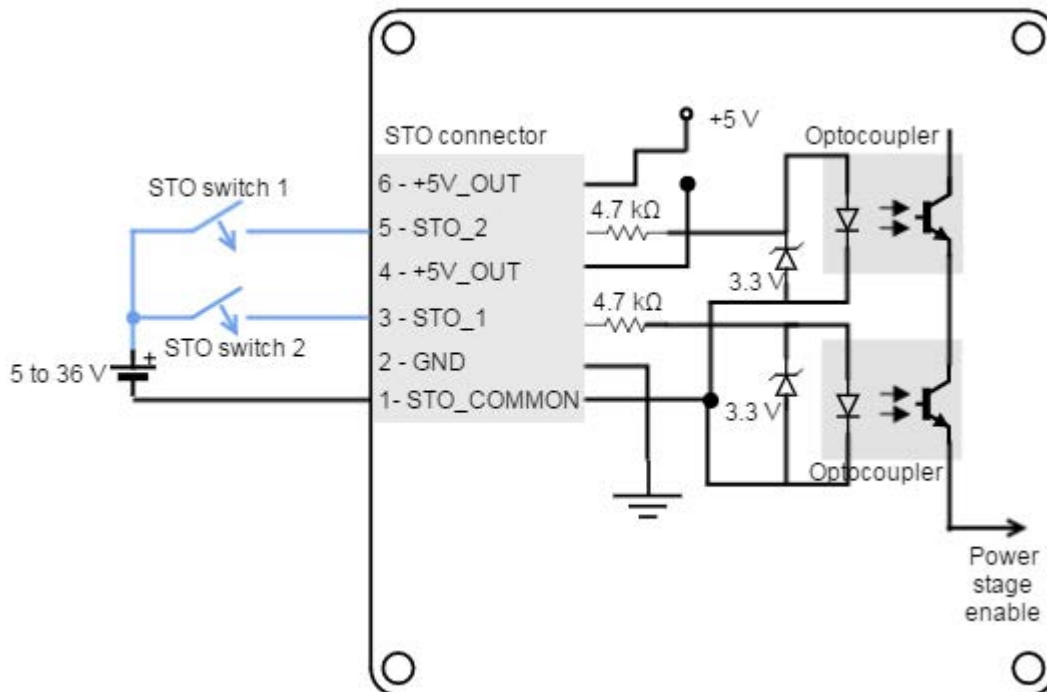 +5 V
STO connector
Optocoupler
6 - +5V_OUT
STO switch 1
4.7 kΩ
5 - STO_2
4 - +5V_OUT
3.3 V
4.7 kΩ
3 - STO_1
STO switch 2
+
2 - GND
5 to 36 V
1- STO_COMMON
3.3 V
Optocoupler
Power
stage
enable